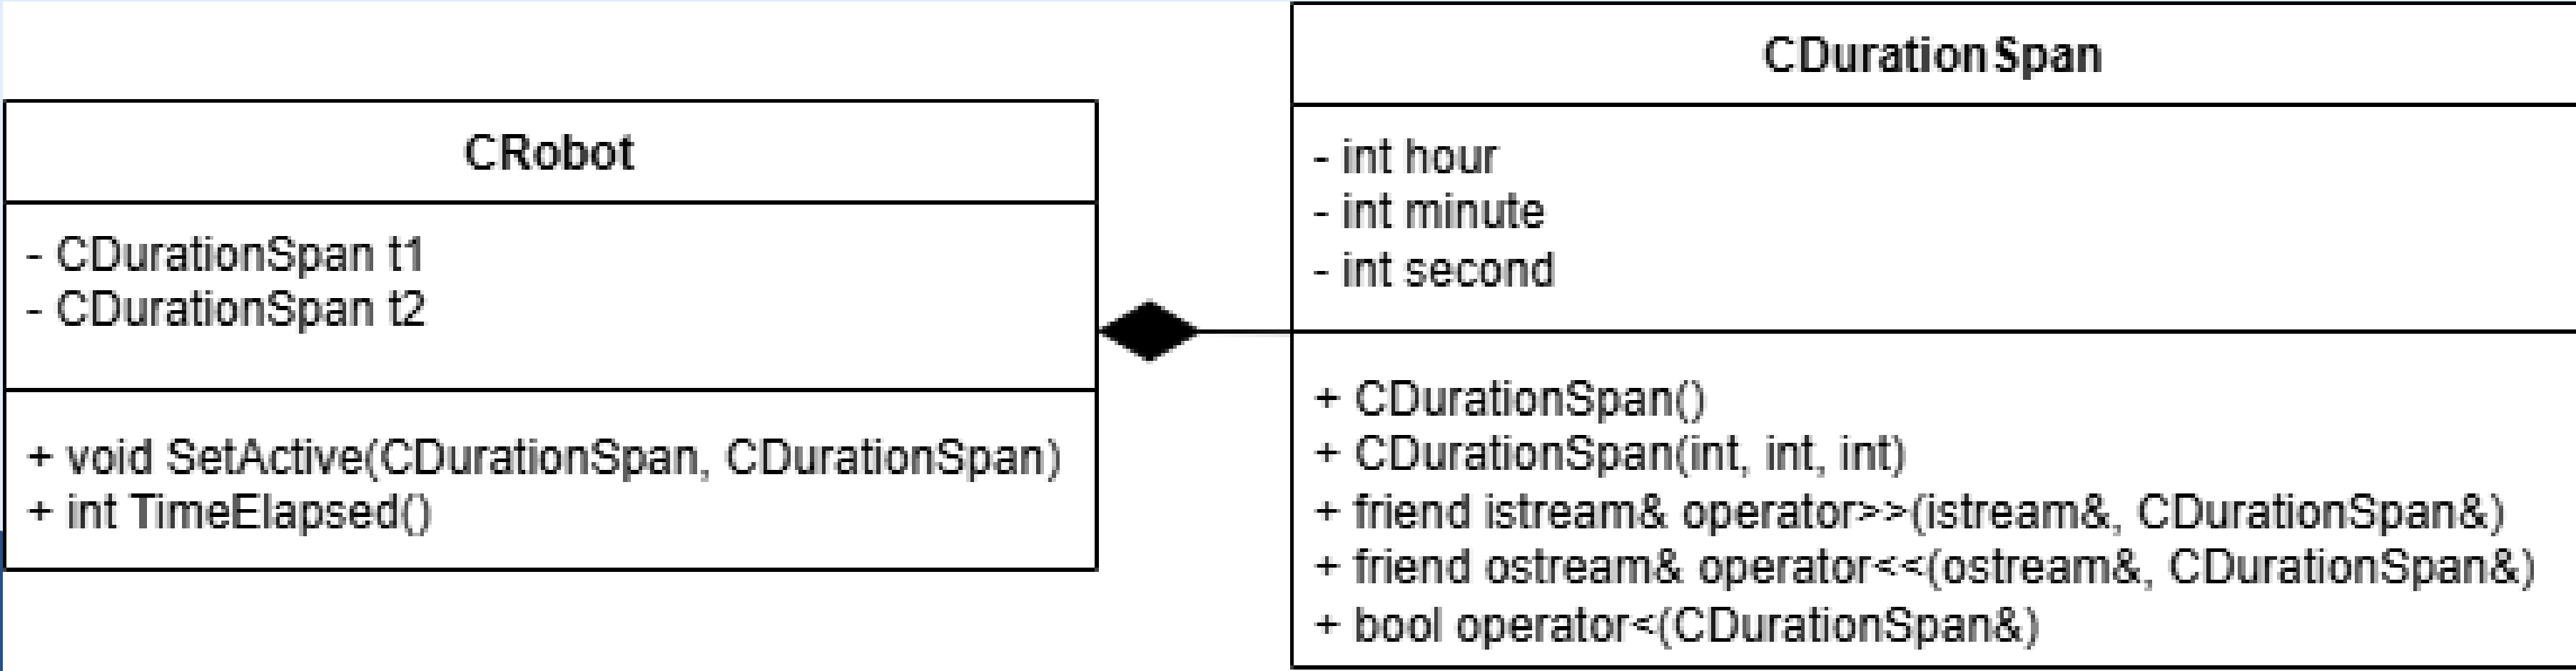 CRobot
- CDurationSpan t1
- CDurationSpan t2
+ void SetActive(CDurationSpan, CDurationSpan)
+ int TimeElapsed()
CDurationSpan
- int hour
- int minute
- int second
+ CDurationSpan()
+ CDurationSpan(int, int, int)
+ friend istream& operator>>(istream&, CDurationSpan&)
+ friend ostream& operator<<(ostream&, CDurationSpan&)
+ bool operator<(CDurationSpan&)